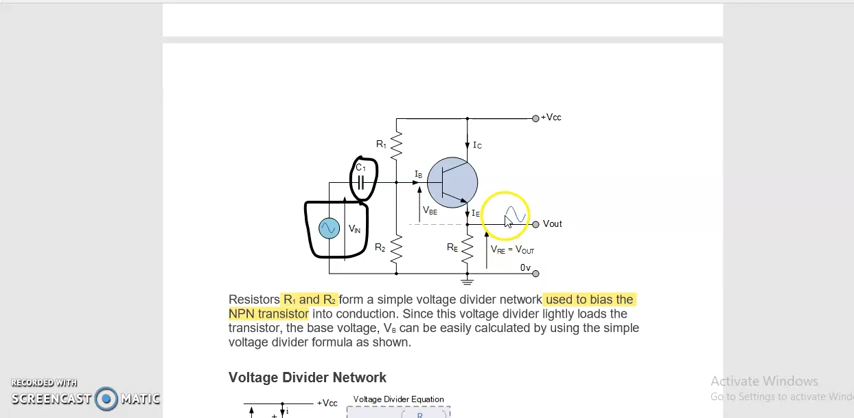 +Vcc
R1
IC
C1
IB
VBE
IE
VIN
Vout
R2
RE
VRE = VOUT
0v
Resistors R1 and R2 form a simple voltage divider network used to bias the
NPN transistor into conduction. Since this voltage divider lightly loads the
transistor, the base voltage, VB can be easily calculated by using the simple
voltage divider formula as shown.
Voltage Divider Network
+Vcc
i
Voltage Divider Equation
R
RECORDED WITH
SCREENCAST MATIC
Activate Windows
Go to Settings to activate Wind